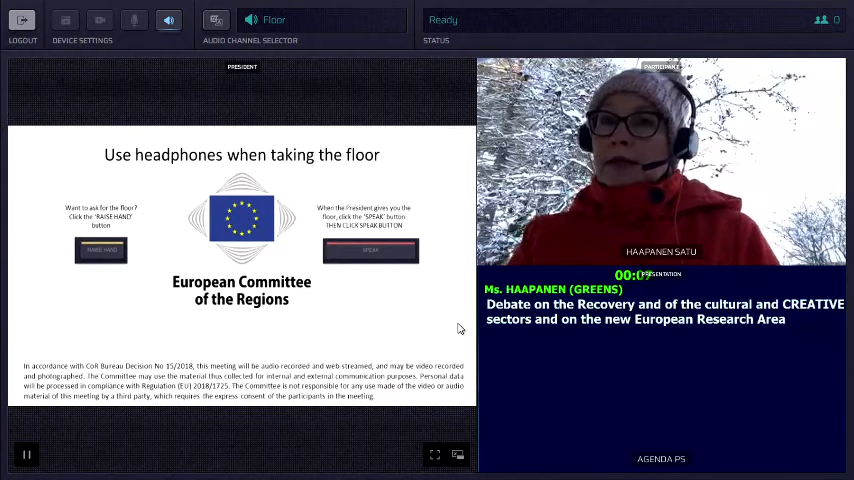 LOGOUT
DEVICE SETTINGS
AUDIO CHANNEL SELECTOR
Floor
Ready
STATUS
0
PRESIDENT
Use headphones when taking the floor
Want to ask for the floor?
Click the 'RAISE HAND'
button
RAISE HAND
When the President gives you the
floor, click the 'SPEAK' button
THEN CLICK SPEAK BUTTON
SPEAK
European Committee
of the Regions
In accordance with CoR Bureau Decision No 15/2018, this meeting will be audio recorded and web streamed, and may be video recorded
and photographed. The Committee may use the material thus collected for internal and external communication purposes. Personal data
will be processed in compliance with Regulation (EU) 2018/1725. The Committee is not responsible for any use made of the video or audio
material of this meeting by a third party, which requires the express consent of the participants in the meeting.
PARTICIPANT
HAAPANEN SATU
PRESENTATION
Ms. HAAPANEN (GREENS)
Debate on the Recovery and of the cultural and CREATIVE
sectors and on the new European Research Area
AGENDA PS